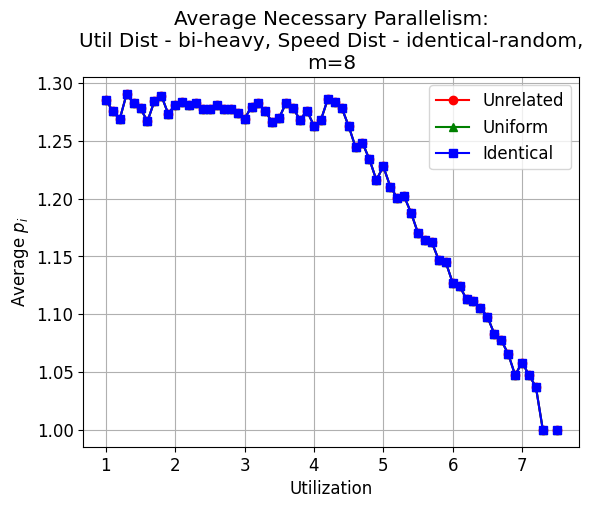 Average Necessary Parallelism:
Util Dist - bi-heavy, Speed Dist - identical-random,
m=8
1.30
1.25
1.20
1.15
1.10
1.05
1.00
Average p_i
Unrelated
Uniform
Identical
1 2 3 4 5 6 7
Utilization